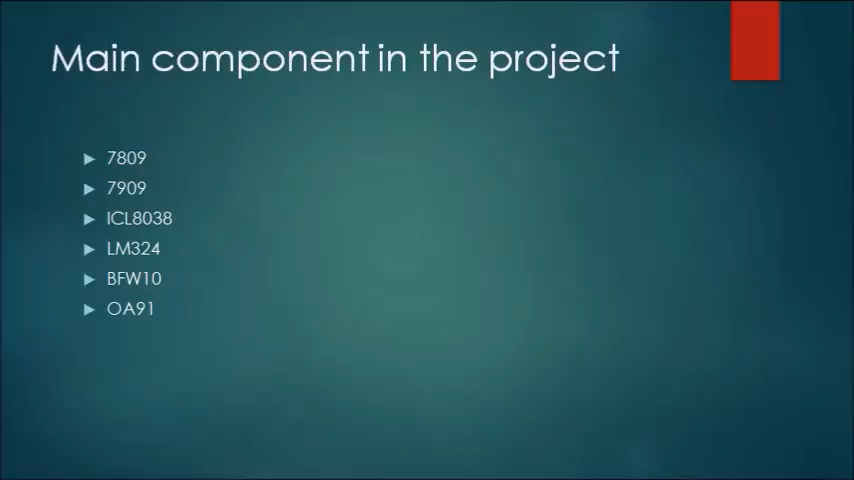 Main component in the project
7809
7909
ICL8038
LM324
BFW10
OA91